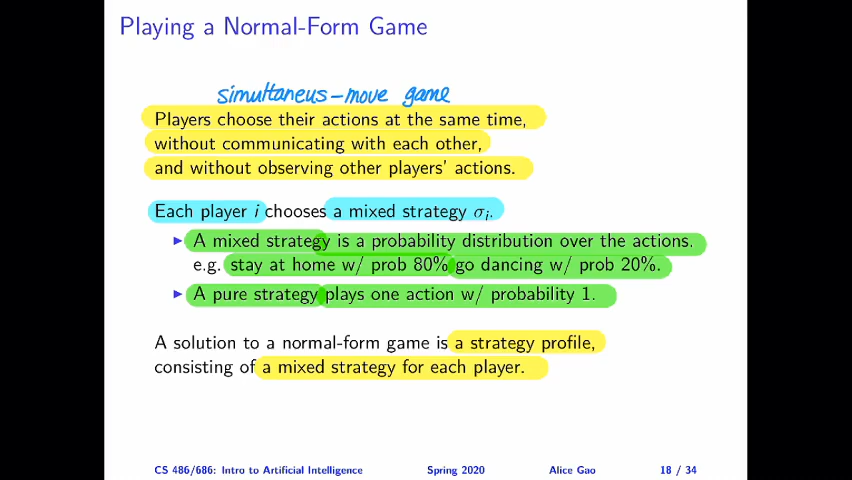 Playing a Normal-Form Game
simultaneus-move game
Players choose their actions at the same time,
without communicating with each other,
and without observing other players' actions.
Each player i chooses a mixed strategy σi.
▶ A mixed strategy is a probability distribution over the actions.
e.g. stay at home w/ prob 80% go dancing w/ prob 20%.
▶ A pure strategy plays one action w/ probability 1.
A solution to a normal-form game is a strategy profile,
consisting of a mixed strategy for each player.
CS 486/686: Intro to Artificial Intelligence Spring 2020 Alice Gao 18 / 34